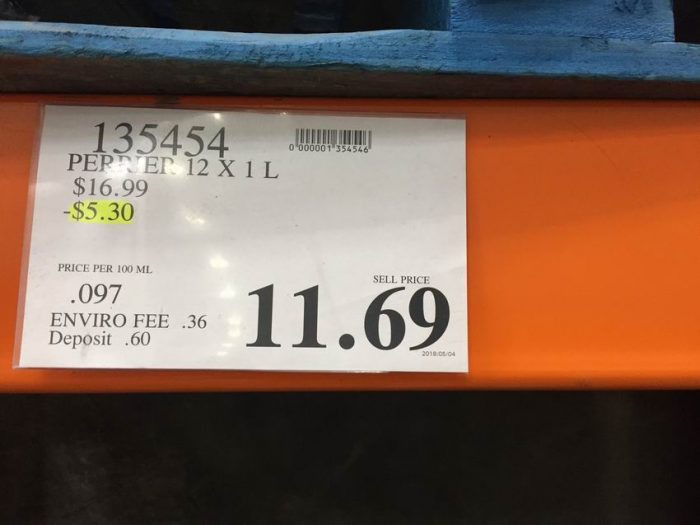 135454
0 000001 354546
PERRIER 12 X 1 L
$16.99
-$5.30
PRICE PER 100 ML
.097
SELL PRICE
11.69
ENVIRO FEE .36
Deposit .60
2018/05/04